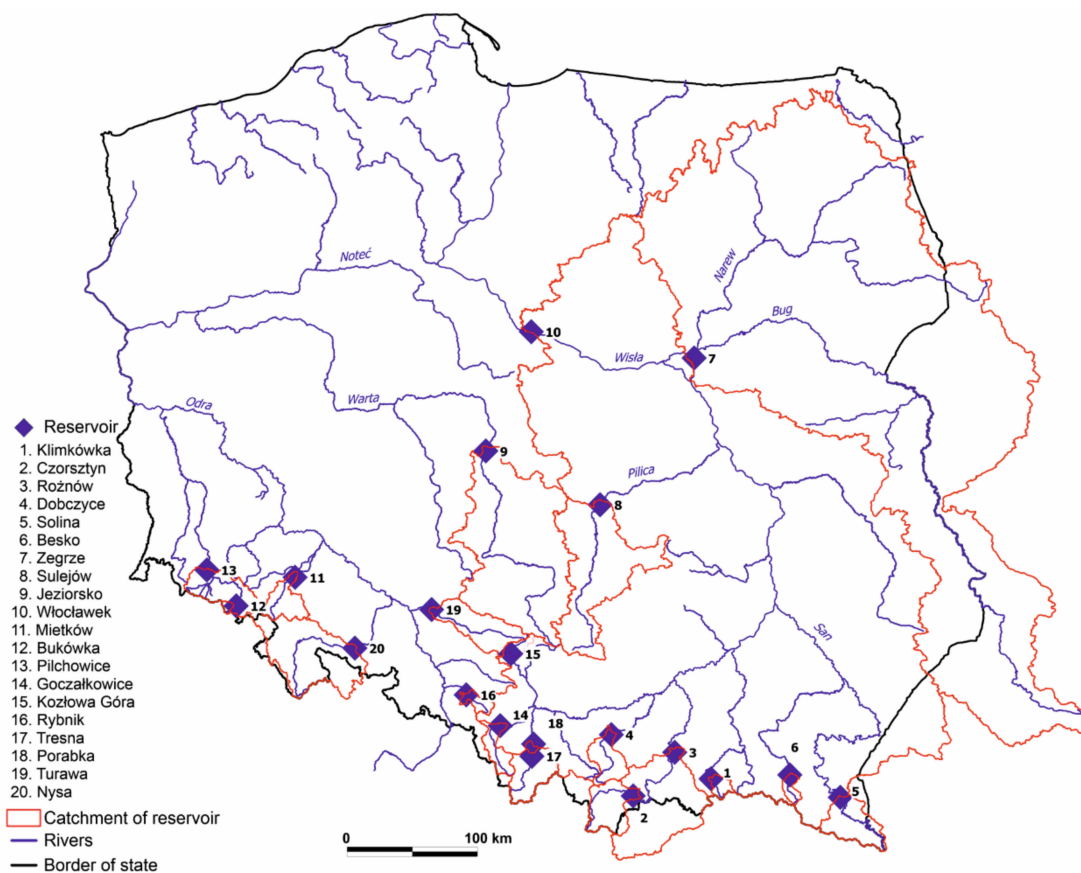 Noteć
Narew
Bug
10
Wisła
7
Odra
Warta
9
Pilica
8
Reservoir
1. Klimkówka
2. Czorsztyn
3. Rożnów
4. Dobczyce
5. Solina
6. Besko
7. Zegrze
8. Sulejów
9. Jeziorsko
10. Włocławek
11. Mietków
12. Bukówka
13. Pilchowice
14. Goczałkowice
15. Kozłowa Góra
16. Rybnik
17. Tresna
18. Porabka
19. Turawa
20. Nysa
Catchment of reservoir
Rivers
Border of state
13
11
12
19
San
20
15
16
14
18
4
17
3
6
1
5
2
0
100 km